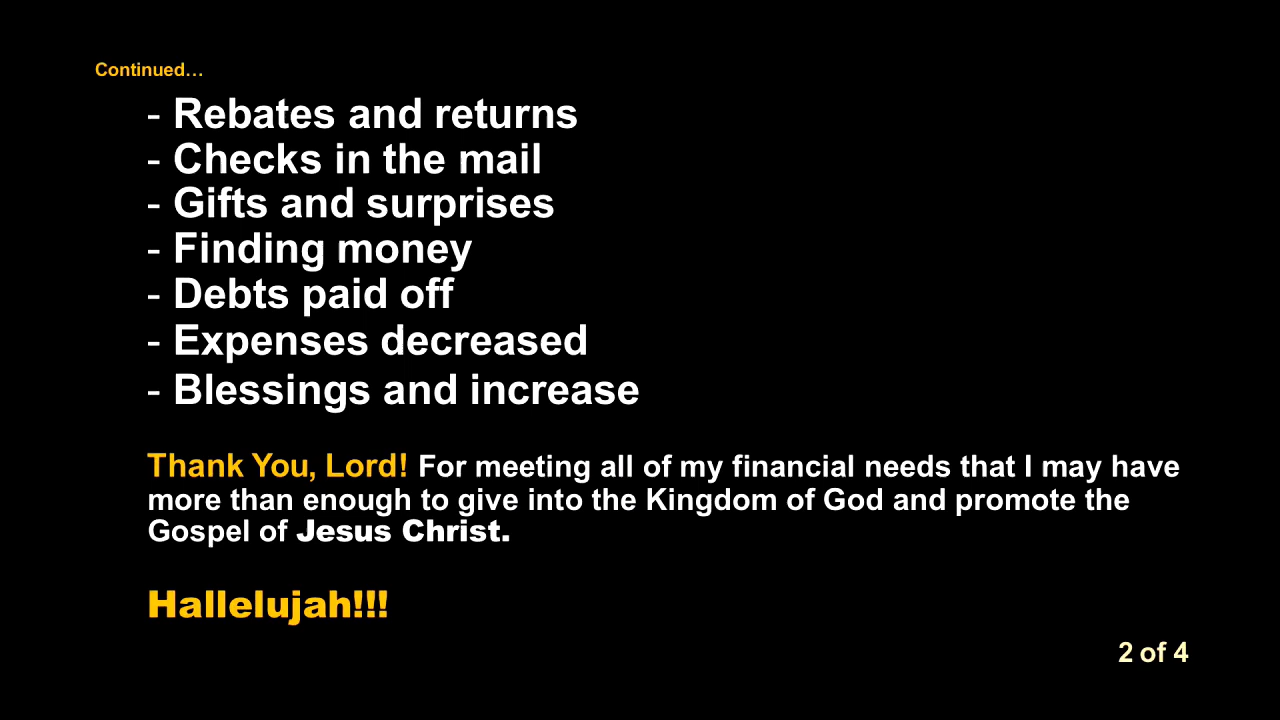 Continued…
- Rebates and returns
- Checks in the mail
- Gifts and surprises
- Finding money
- Debts paid off
- Expenses decreased
- Blessings and increase
Thank You, Lord! For meeting all of my financial needs that I may have
more than enough to give into the Kingdom of God and promote the
Gospel of Jesus Christ.
Hallelujah!!!
2 of 4